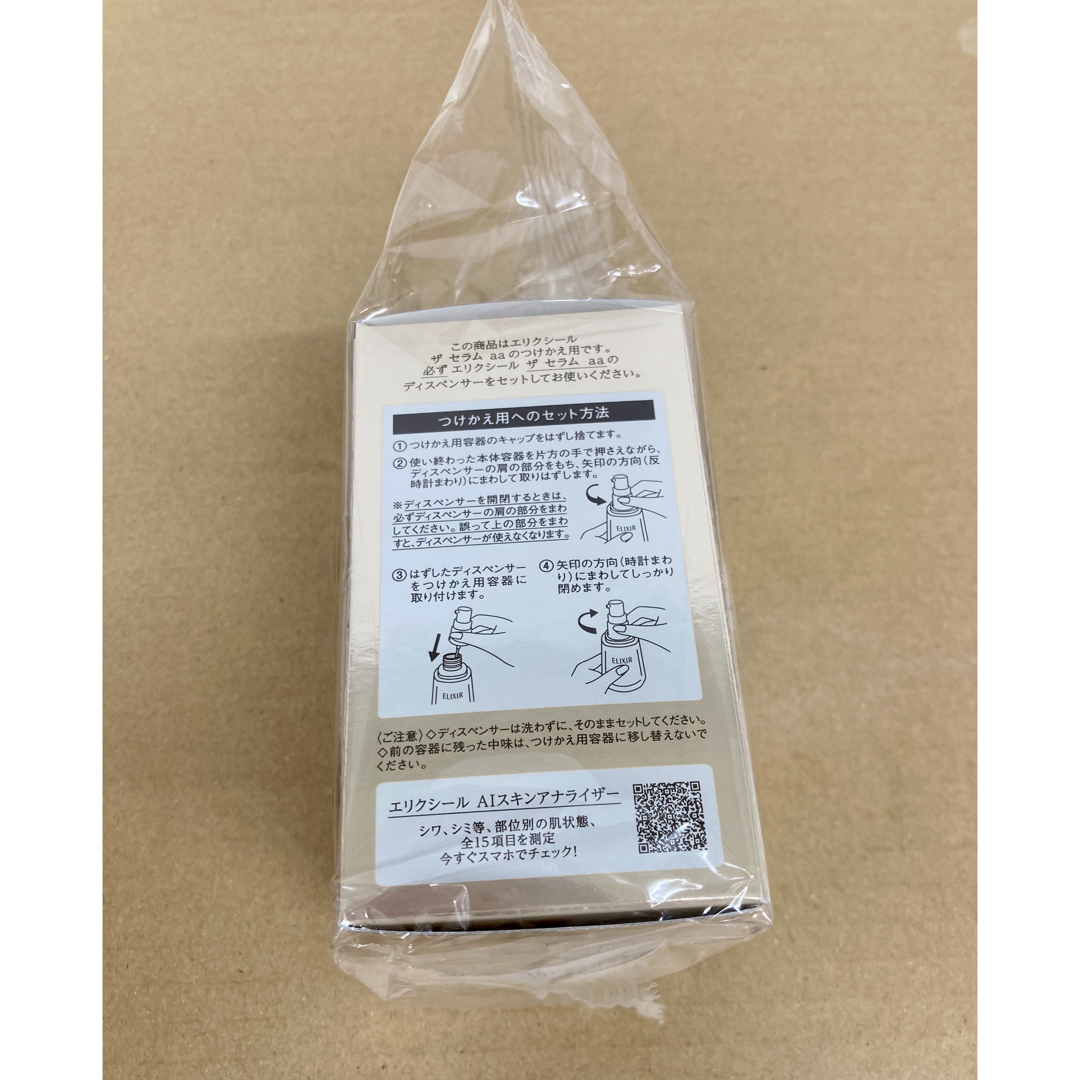 この商品はエリクシール
ザ セラム aaのつけかえ用です。
必ずエリクシール ザ セラム aaの
ディスペンサーをセットしてお使いください。
つけかえ用へのセット方法
①つけかえ用容器のキャップをはずし捨てます。
②使い終わった本体容器を片方の手で押さえながら、
ディスペンサーの肩の部分をもち、矢印の方向(反
時計まわり)にまわして取りはずします。
※ディスペンサーを開閉するときは、
必ずディスペンサーの肩の部分をまわ
してください。誤って上の部分をまわ
すと、ディスペンサーが使えなくなります。
ELIXIR
③はずしたディスペンサー
をつけかえ用容器に
取り付けます。
ELIXIR
④矢印の方向(時計まわ
り)にまわしてしっかり
閉めます。
ELIXIR
〈ご注意〉◇ディスペンサーは洗わずに、そのままセットしてください。
◇前の容器に残った中味は、つけかえ用容器に移し替えないで
ください。
エリクシール AIスキンアナライザー
シワ、シミ等、部位別の肌状態、
全15項目を測定
今すぐスマホでチェック!